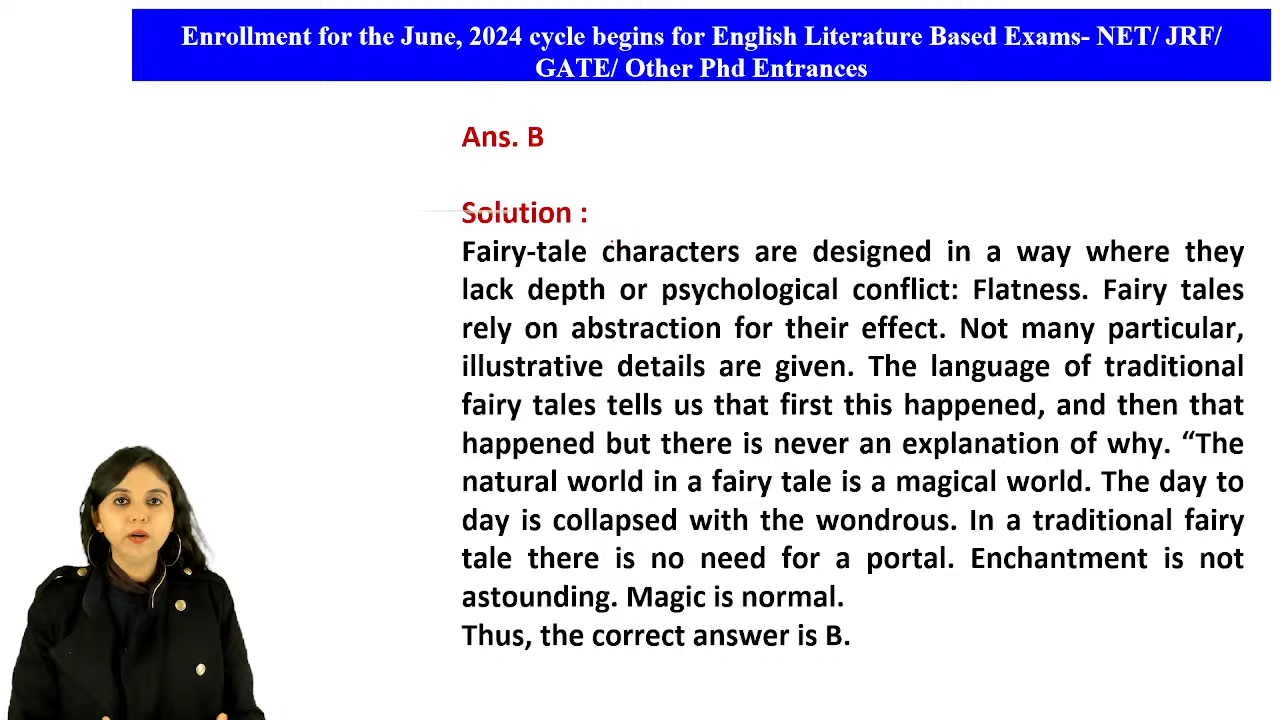 Enrollment for the June, 2024 cycle begins for English Literature Based Exams- NET/ JRF/
GATE/ Other Phd Entrances
Ans. B
Solution :
Fairy-tale characters are designed in a way where they
lack depth or psychological conflict: Flatness. Fairy tales
rely on abstraction for their effect. Not many particular,
illustrative details are given. The language of traditional
fairy tales tells us that first this happened, and then that
happened but there is never an explanation of why. “The
natural world in a fairy tale is a magical world. The day to
day is collapsed with the wondrous. In a traditional fairy
tale there is no need for a portal. Enchantment is not
astounding. Magic is normal.
Thus, the correct answer is B.